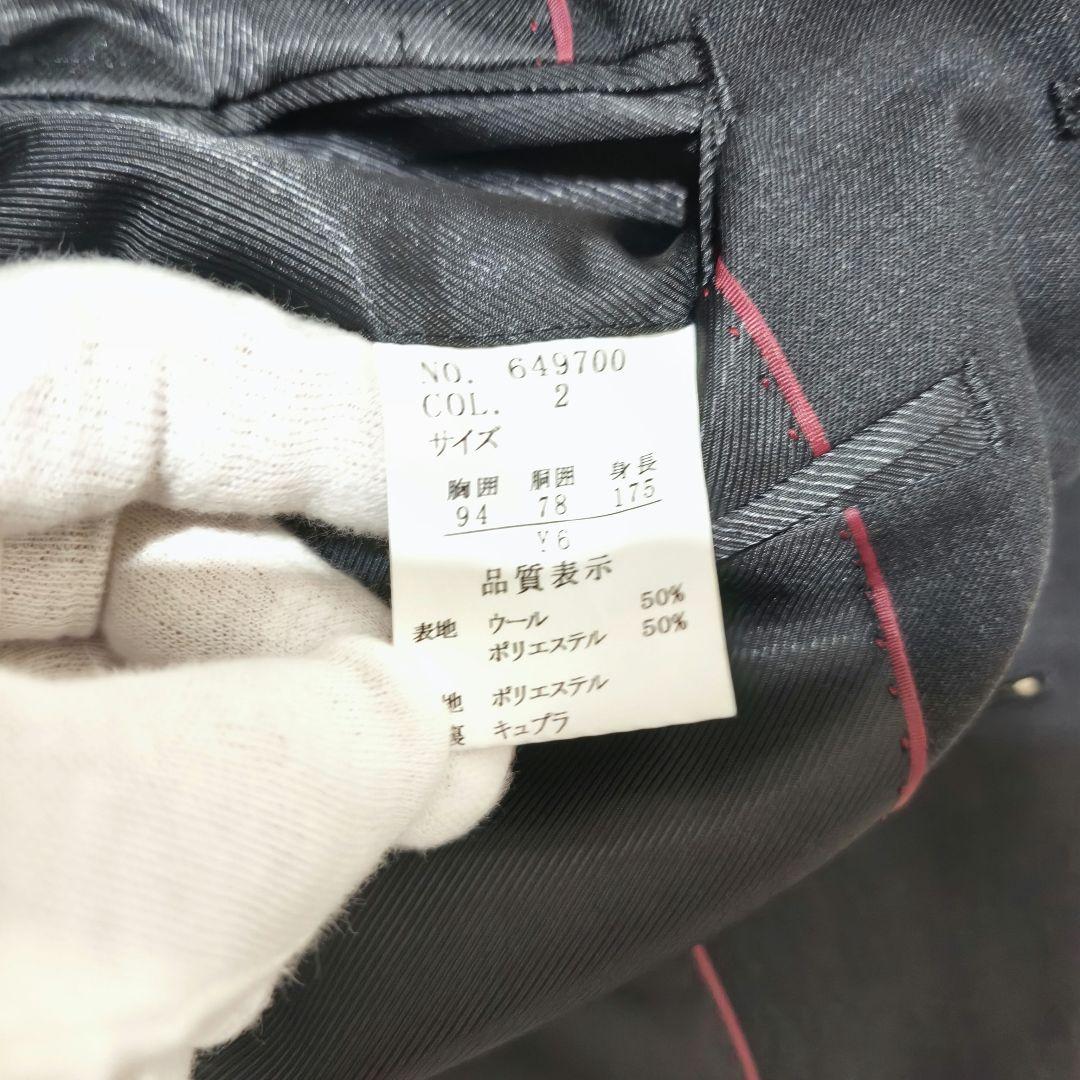 NO. 649700
COL. 2
サイズ
胸囲 胴囲 身長
94 78 175
Y6
品質表示
表地 ウール 50%
ポリエステル 50%
地 ポリエステル
裏 キュプラ